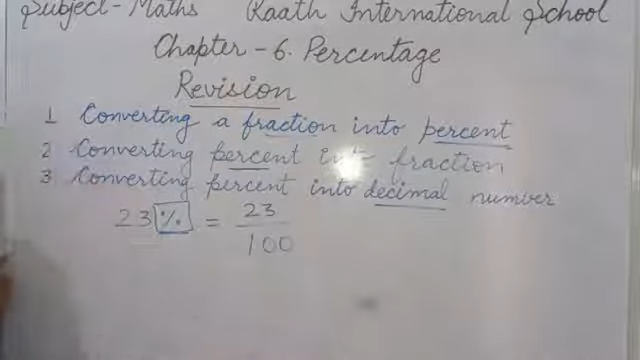 Subject - Maths Raath International School
Chapter - 6. Percentage
Revision
1 Converting a fraction into percent
2 Converting percent into fraction
3 Converting percent into decimal number
23 % = 23/100